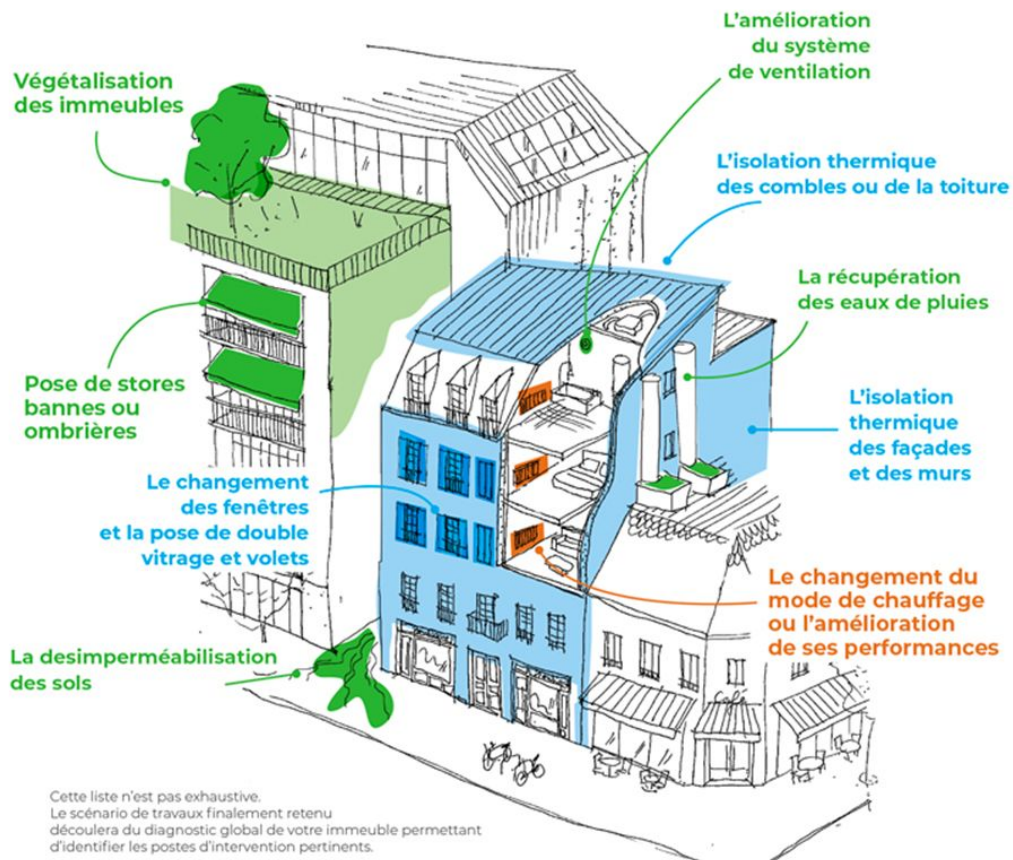 L'amélioration
du système
de ventilation
Végétalisation
des immeubles
L'isolation thermique
des combles ou de la toiture
La récupération
des eaux de pluies
Pose de stores
bannes ou
ombrières
L'isolation
thermique
des façades
et des murs
Le changement
des fenêtres
et la pose de double
vitrage et volets
Le changement du
mode de chauffage
ou l'amélioration
de ses performances
La desimperméabilisation
des sols
Café
Cette liste n'est pas exhaustive.
Le scénario de travaux finalement retenu
découlera du diagnostic global de votre immeuble permettant
d'identifier les postes d'intervention pertinents.